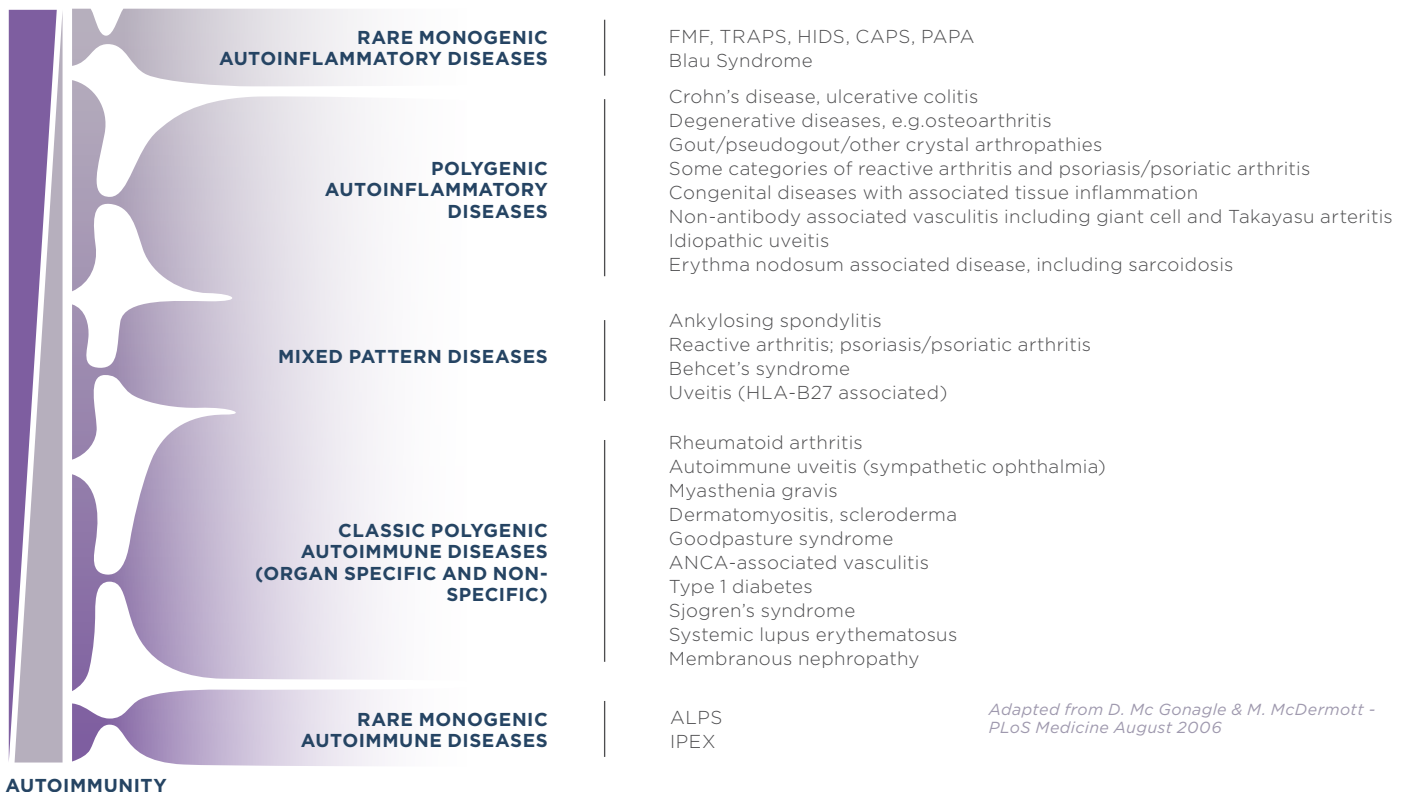 RARE MONOGENIC
AUTOINFLAMMATORY DISEASES
FMF, TRAPS, HIDS, CAPS, PAPA
Blau Syndrome
POLYGENIC
AUTOINFLAMMATORY
DISEASES
Crohn's disease, ulcerative colitis
Degenerative diseases, e.g.osteoarthritis
Gout/pseudogout/other crystal arthropathies
Some categories of reactive arthritis and psoriasis/psoriatic arthritis
Congenital diseases with associated tissue inflammation
Non-antibody associated vasculitis including giant cell and Takayasu arteritis
Idiopathic uveitis
Erythma nodosum associated disease, including sarcoidosis
MIXED PATTERN DISEASES
Ankylosing spondylitis
Reactive arthritis; psoriasis/psoriatic arthritis
Behcet's syndrome
Uveitis (HLA-B27 associated)
CLASSIC POLYGENIC
AUTOIMMUNE DISEASES
(ORGAN SPECIFIC AND NON-
SPECIFIC)
Rheumatoid arthritis
Autoimmune uveitis (sympathetic ophthalmia)
Myasthenia gravis
Dermatomyositis, scleroderma
Goodpasture syndrome
ANCA-associated vasculitis
Type 1 diabetes
Sjogren's syndrome
Systemic lupus erythematosus
Membranous nephropathy
RARE MONOGENIC
AUTOIMMUNE DISEASES
ALPS
IPEX
Adapted from D. Mc Gonagle & M. McDermott -
PLoS Medicine August 2006
AUTOIMMUNITY